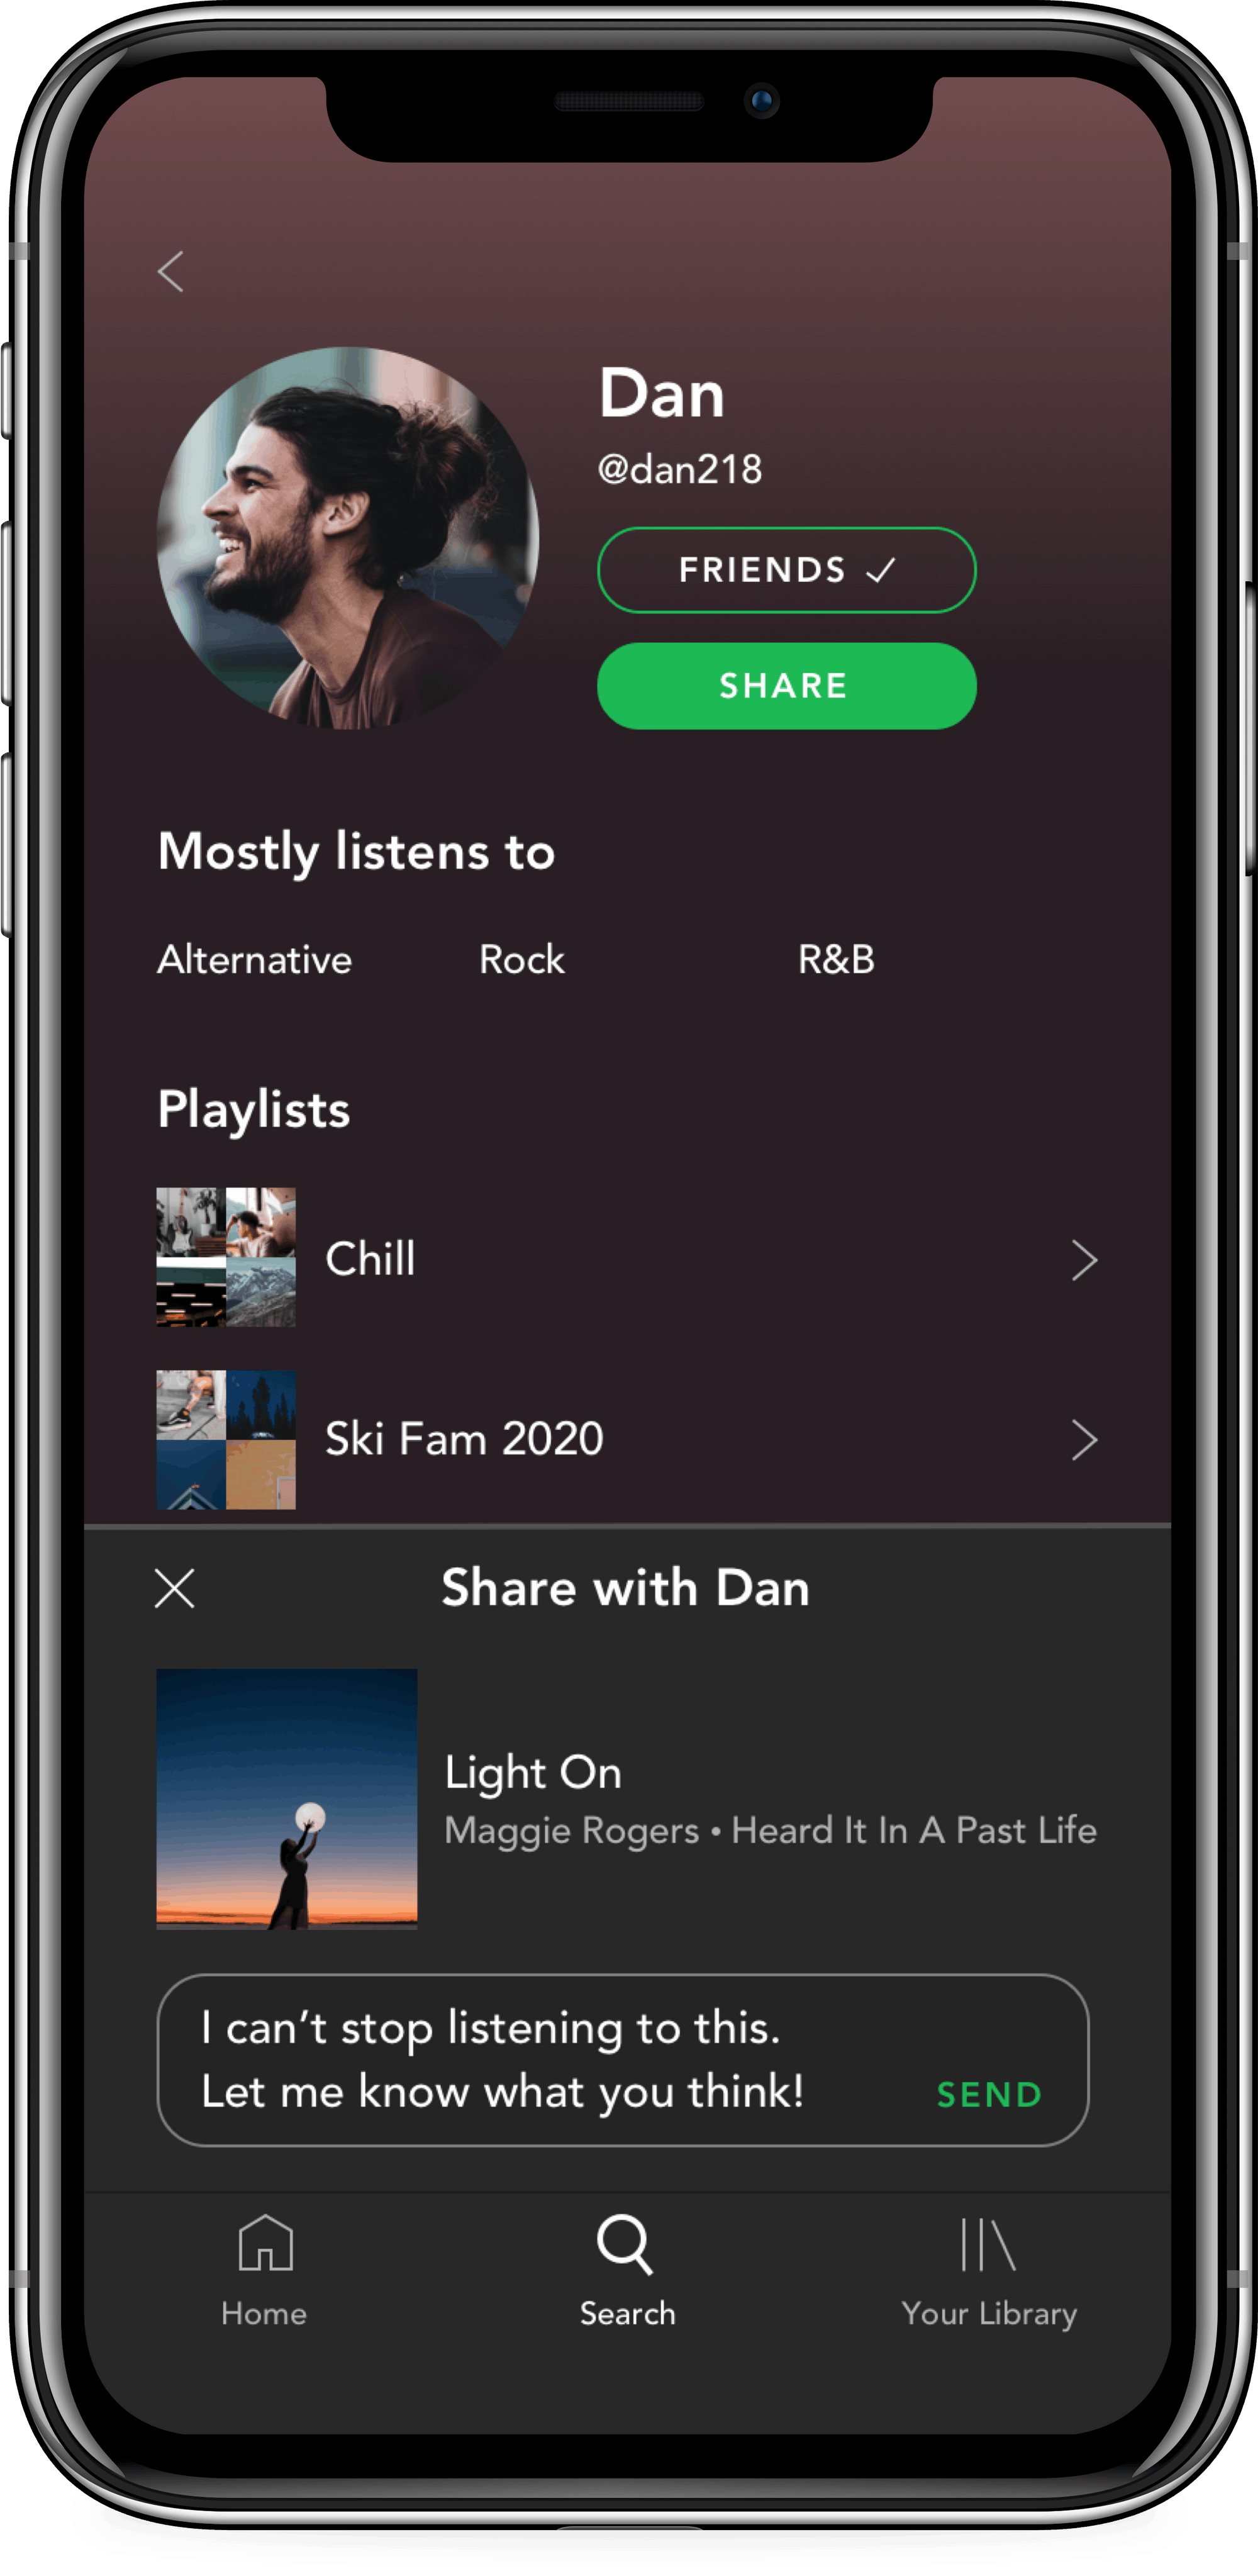 Dan
@dan218
FRIENDS
SHARE
Mostly listens to
Alternative Rock R&B
Playlists
Chill
Ski Fam 2020
Share with Dan
Light On
Maggie Rogers • Heard It In A Past Life
I can’t stop listening to this.
Let me know what you think!
SEND
Home Search Your Library